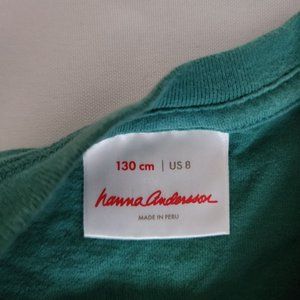 130 cm | US 8
hanna andersson
MADE IN PERU